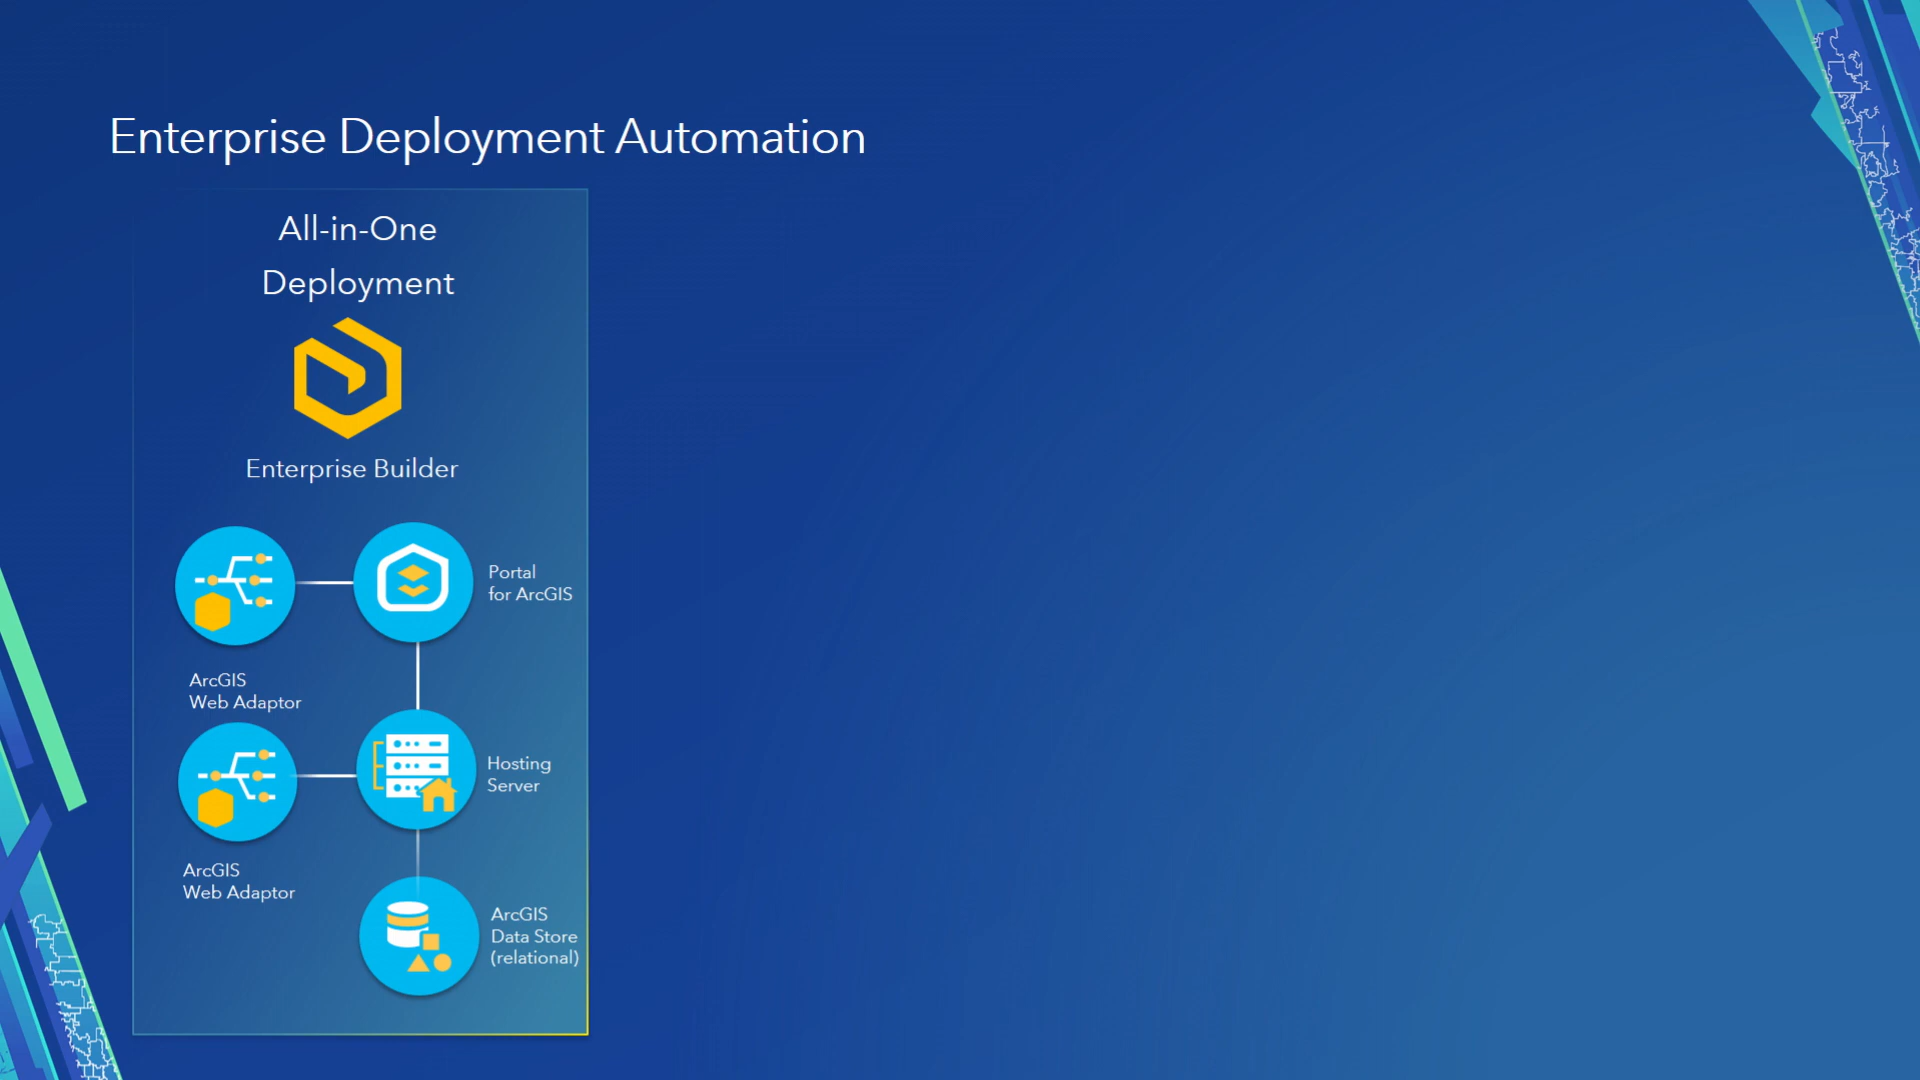 Enterprise Deployment Automation
All-in-One
Deployment
Enterprise Builder
Portal
for ArcGIS
ArcGIS
Web Adaptor
Hosting
Server
ArcGIS
Web Adaptor
ArcGIS
Data Store
(relational)